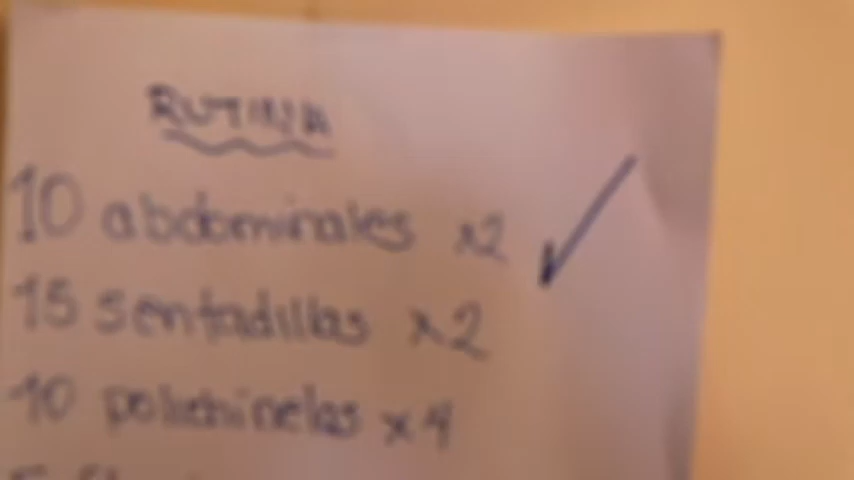 RUTINA
10 abdominales x2
15 sentadillas x2
10 polichinelas x4